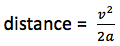 distance = v²/2a